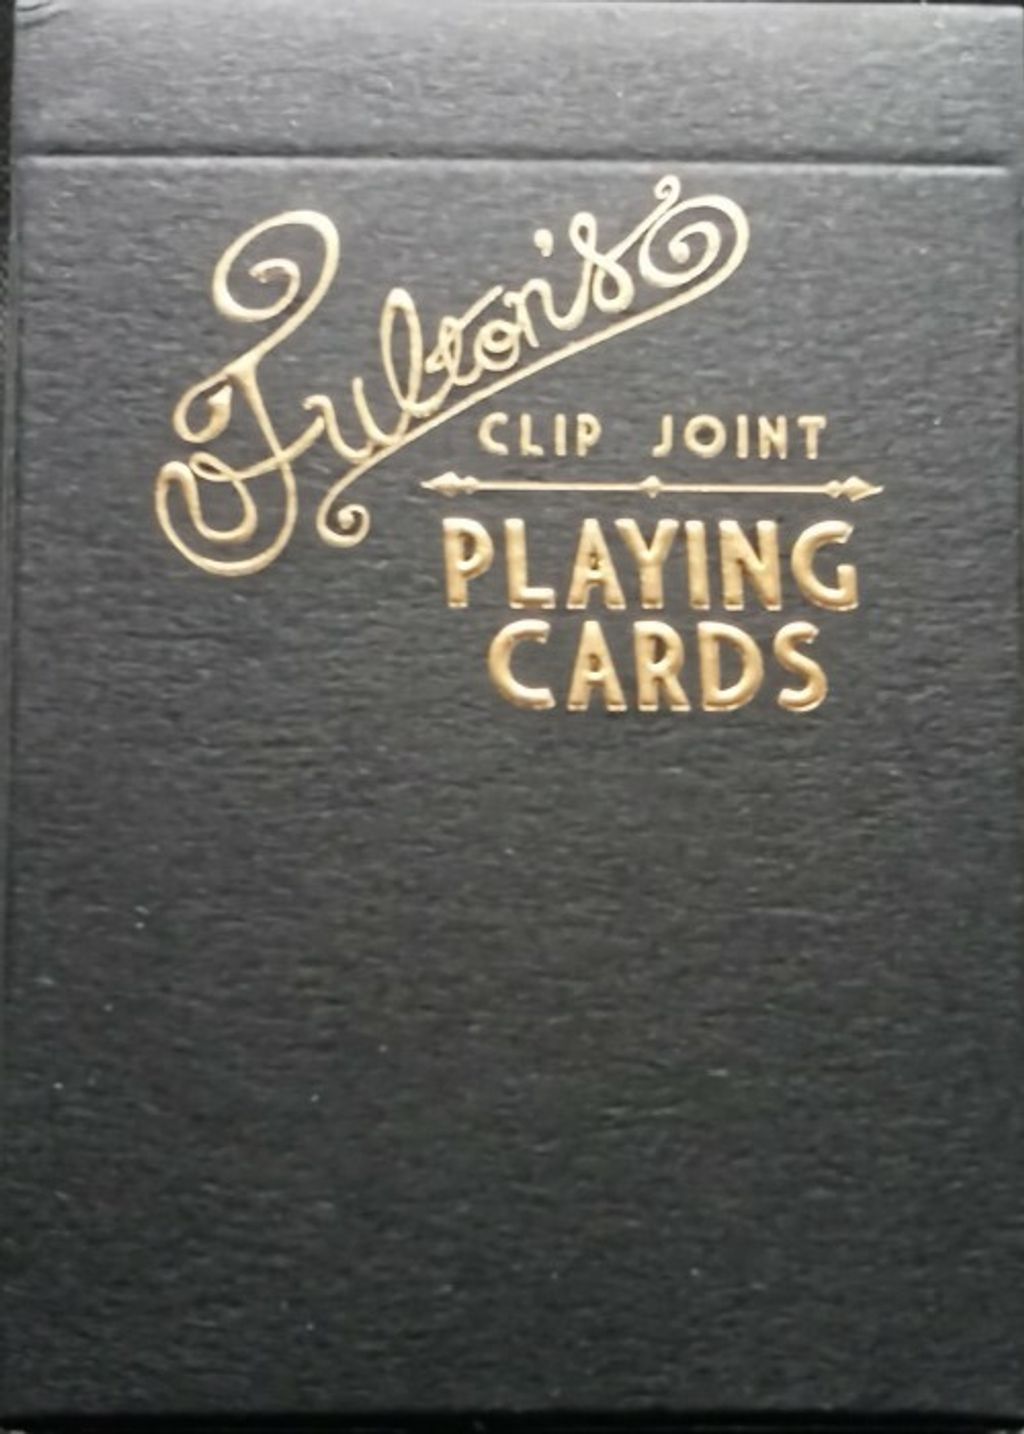 Fulton's
CLIP JOINT
PLAYING
CARDS